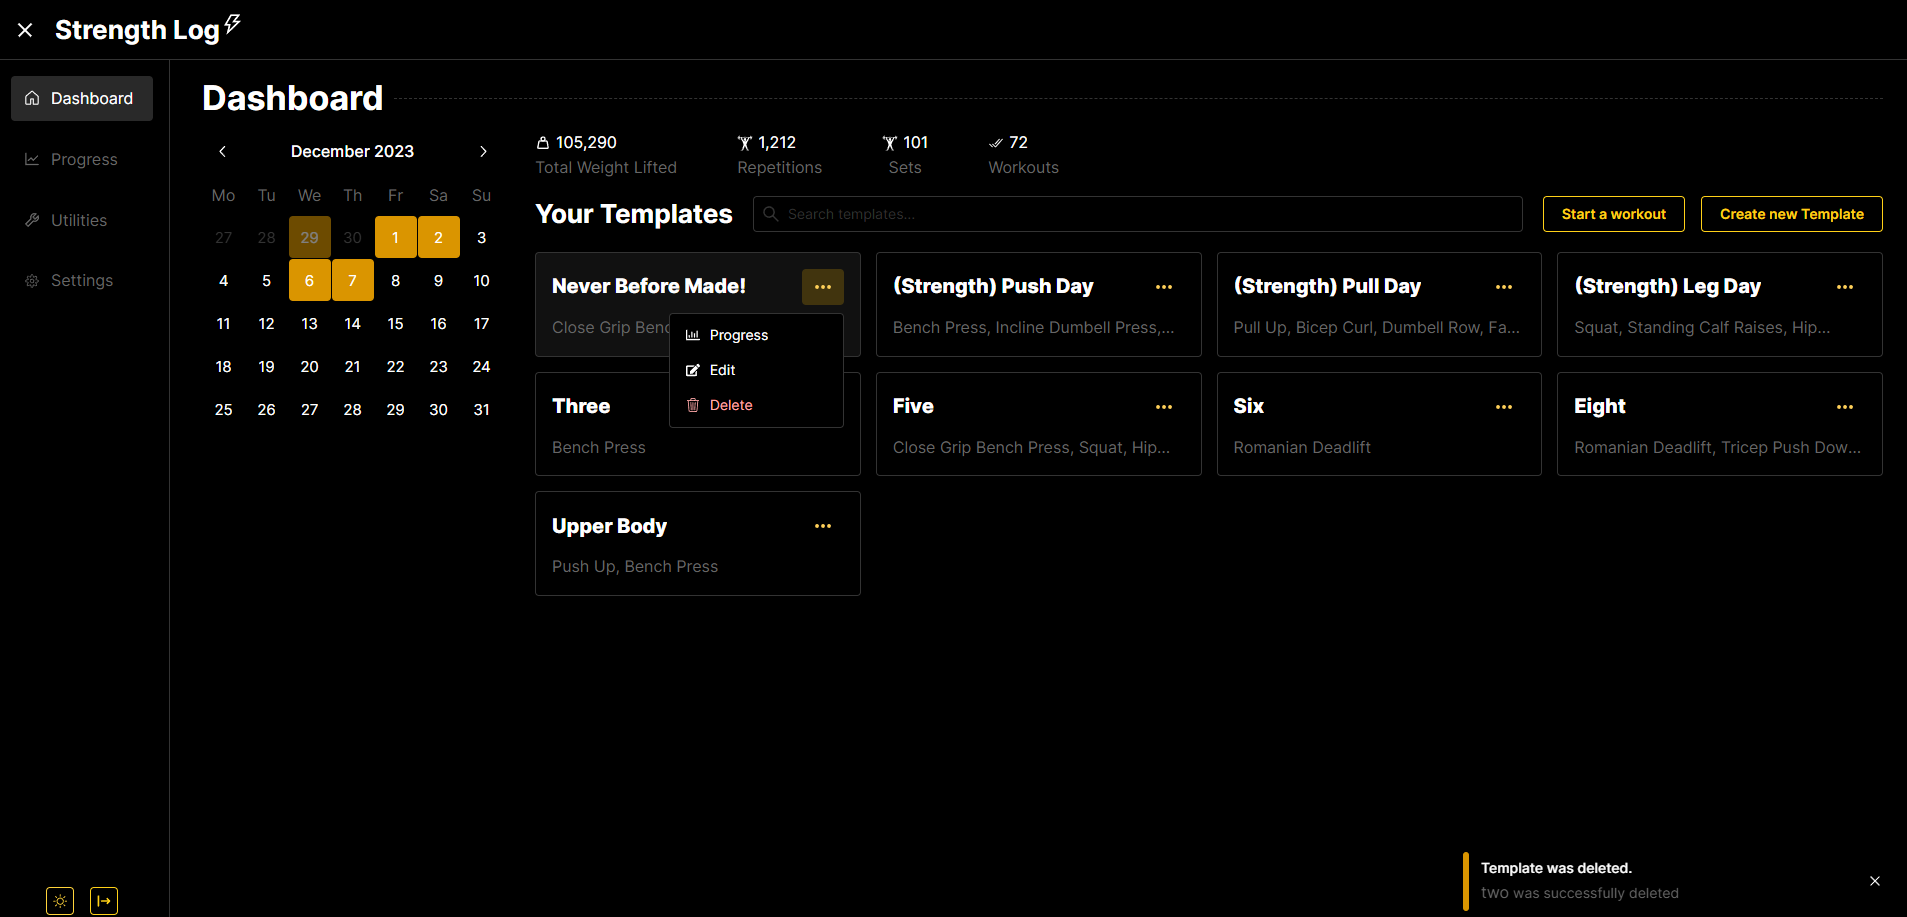 Strength Log
Dashboard
Progress
Utilities
Settings
Dashboard
December 2023
Mo Tu We Th Fr Sa Su
27 28 29 30 1 2 3
4 5 6 7 8 9 10
11 12 13 14 15 16 17
18 19 20 21 22 23 24
25 26 27 28 29 30 31
105,290
Total Weight Lifted
1,212
Repetitions
101
Sets
72
Workouts
Your Templates
Search templates...
Start a workout
Create new Template
Never Before Made!
Close Grip Benc
Progress
Edit
Delete
(Strength) Push Day
Bench Press, Incline Dumbell Press,...
(Strength) Pull Day
Pull Up, Bicep Curl, Dumbell Row, Fa...
(Strength) Leg Day
Squat, Standing Calf Raises, Hip...
Three
Bench Press
Five
Close Grip Bench Press, Squat, Hip...
Six
Romanian Deadlift
Eight
Romanian Deadlift, Tricep Push Dow...
Upper Body
Push Up, Bench Press
Template was deleted.
two was successfully deleted